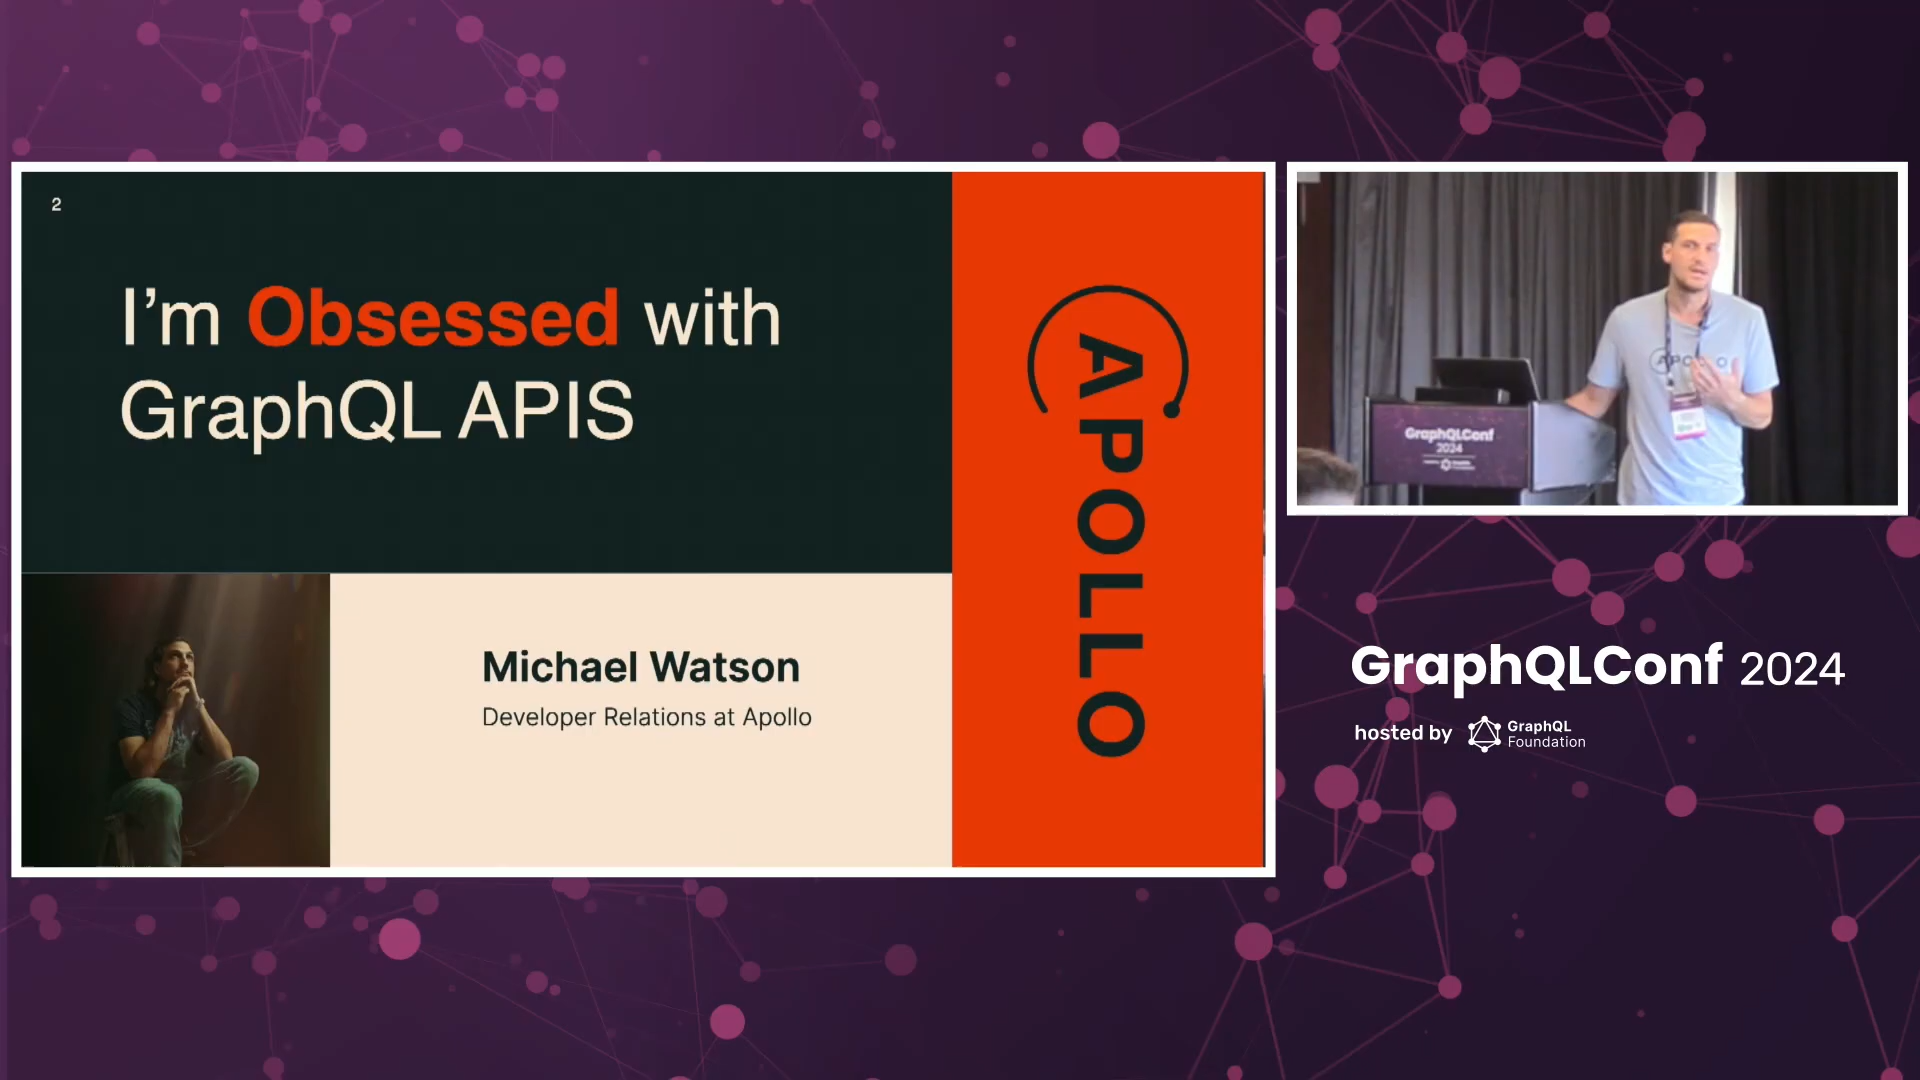 2
I’m Obsessed with
GraphQL APIS
Michael Watson
Developer Relations at Apollo
APOLLO
APOLLO
GraphQLConf
2024
GraphQLConf 2024
hosted by GraphQL
Foundation